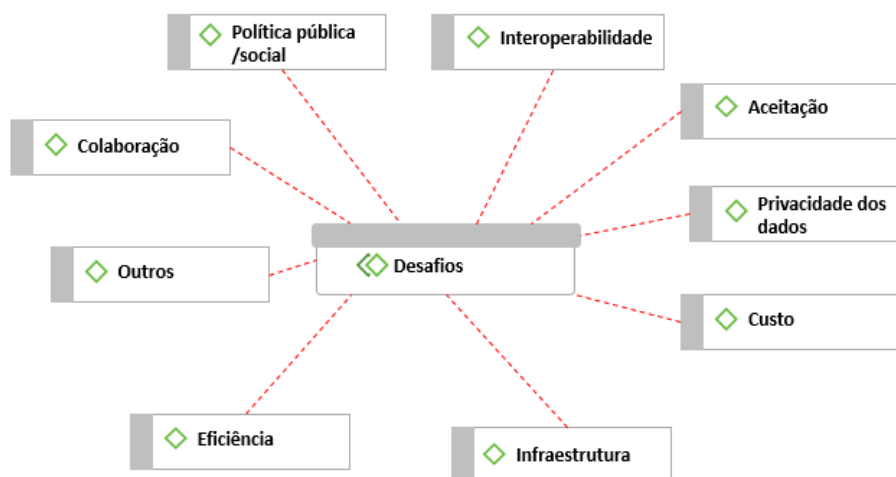 Política pública
/social
Interoperabilidade
Aceitação
Colaboração
Privacidade dos
dados
Outros
Desafios
Custo
Eficiência
Infraestrutura